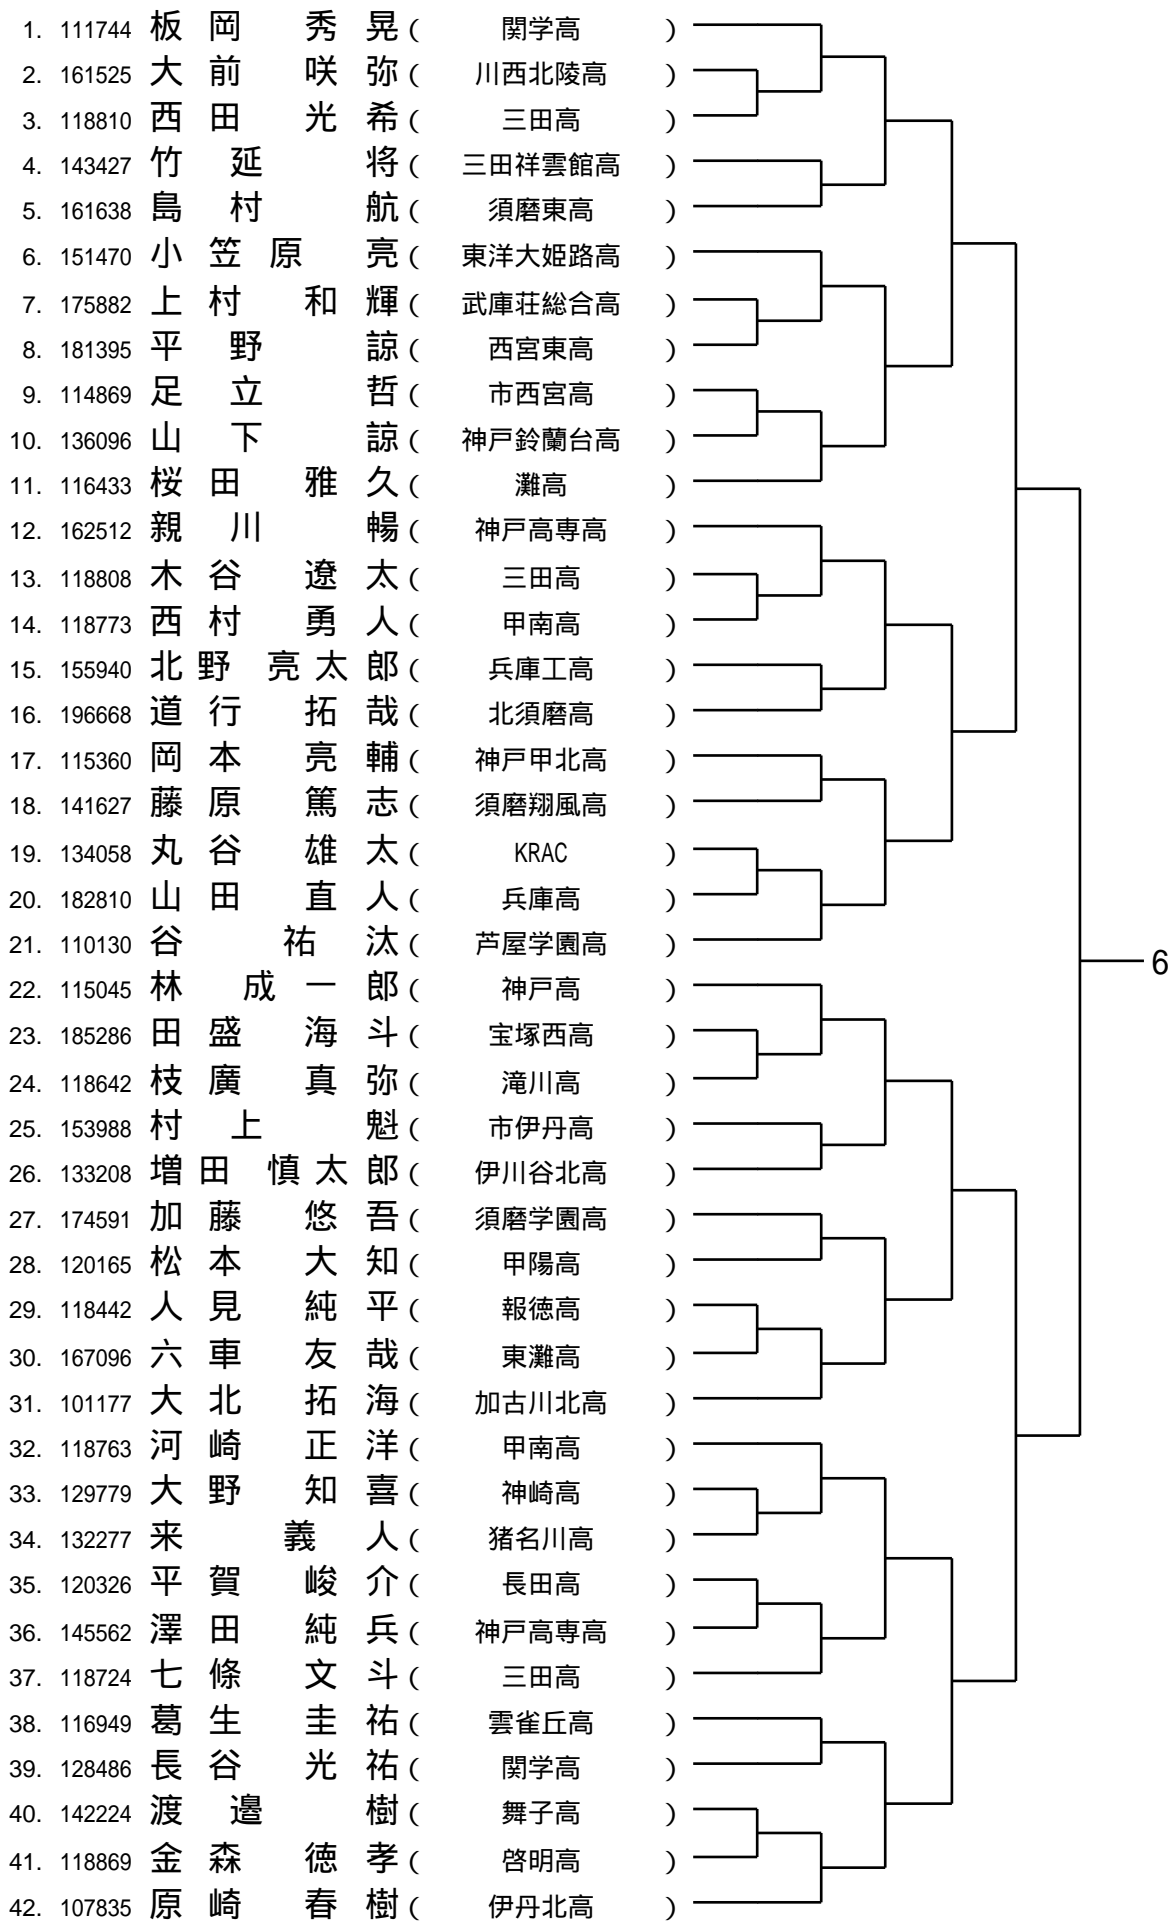 1. 111744 板岡 秀晃 ( 関学高 )
2. 161525 大前 咲弥 ( 川西北陵高 )
3. 118810 西田 光希 ( 三田高 )
4. 143427 竹延 将 ( 三田祥雲館高 )
5. 161638 島村 航 ( 須磨東高 )
6. 151470 小笠原 亮 ( 東洋大姫路高 )
7. 175882 上村 和輝 ( 武庫荘総合高 )
8. 181395 平野 諒 ( 西宮東高 )
9. 114869 足立 哲 ( 市西宮高 )
10. 136096 山下 諒 ( 神戸鈴蘭台高 )
11. 116433 桜田 雅久 ( 灘高 )
12. 162512 親川 暢 ( 神戸高専高 )
13. 118808 木谷 遼太 ( 三田高 )
14. 118773 西村 勇人 ( 甲南高 )
15. 155940 北野 亮太郎 ( 兵庫工高 )
16. 196668 道行 拓哉 ( 北須磨高 )
17. 115360 岡本 亮輔 ( 神戸甲北高 )
18. 141627 藤原 篤志 ( 須磨翔風高 )
19. 134058 丸谷 雄太 ( KRAC )
20. 182810 山田 直人 ( 兵庫高 )
21. 110130 谷 祐汰 ( 芦屋学園高 )
6
22. 115045 林 成一郎 ( 神戸高 )
23. 185286 田盛 海斗 ( 宝塚西高 )
24. 118642 枝廣 真弥 ( 滝川高 )
25. 153988 村上 魁 ( 市伊丹高 )
26. 133208 増田 慎太郎 ( 伊川谷北高 )
27. 174591 加藤 悠吾 ( 須磨学園高 )
28. 120165 松本 大知 ( 甲陽高 )
29. 118442 人見 純平 ( 報徳高 )
30. 167096 六車 友哉 ( 東灘高 )
31. 101177 大北 拓海 ( 加古川北高 )
32. 118763 河崎 正洋 ( 甲南高 )
33. 129779 大野 知喜 ( 神崎高 )
34. 132277 来 義人 ( 猪名川高 )
35. 120326 平賀 峻介 ( 長田高 )
36. 145562 澤田 純兵 ( 神戸高専高 )
37. 118724 七條 文斗 ( 三田高 )
38. 116949 葛生 圭祐 ( 雲雀丘高 )
39. 128486 長谷 光祐 ( 関学高 )
40. 142224 渡邉 樹 ( 舞子高 )
41. 118869 金森 徳孝 ( 啓明高 )
42. 107835 原崎 春樹 ( 伊丹北高 )